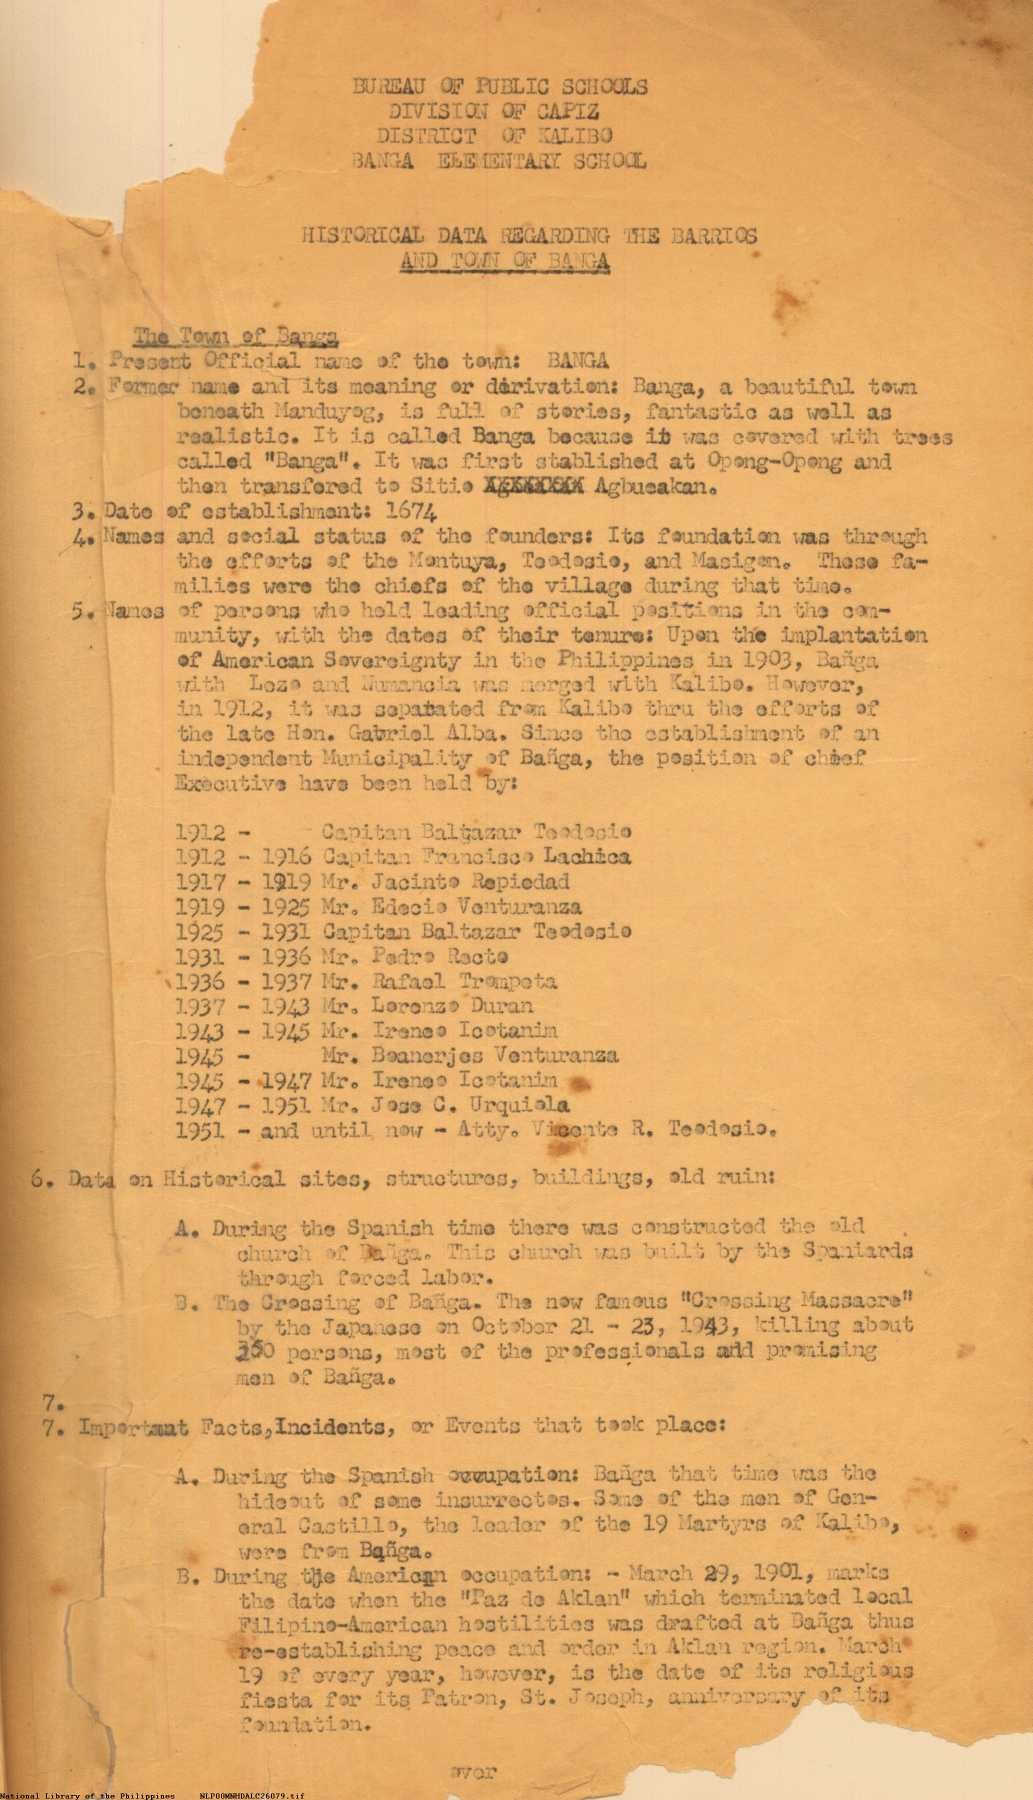 BUREAU OF PUBLIC SCHOOLS
DIVISION OF CAPIZ
DISTRICT OF KALIBO
BANGA ELEMENTARY SCHOOL
HISTORICAL DATA REGARDING THE BARRIOS
AND TOWN OF BANGA
The Town of Banga
1. Present Official name of the town: BANGA
2. Former name and its meaning or dirivation: Banga, a beautiful town
beneath Manduyog, is full of stories, fantastic as well as
realistic. It is called Banga because it was covered with trees
called "Banga". It was first stablished at Opong-Opong and
then transfered to Sitio Agbueakan.
3. Date of establishment: 1674
4. Names and social status of the founders: Its foundation was through
the efforts of the Montuya, Teodosio, and Masigon. These fa-
milies were the chiefs of the village during that time.
5. Names of persons who held leading official positions in the com-
munity, with the dates of their tenure: Upon the implantation
of American Sovereignty in the Philippines in 1903, Bañga
with Lezo and Numancia was merged with Kalibo. However,
in 1912, it was separated from Kalibo thru the efforts of
the late Hon. Gabriel Alba. Since the establishment of an
independent Municipality of Bañga, the position of chief
Executive have been held by:
1912 - Capitan Baltazar Teodosio
1912 - 1916 Capitan Francisco Lachica
1917 - 1919 Mr. Jacinto Repiedad
1919 - 1925 Mr. Edecio Venturanza
1925 - 1931 Capitan Baltazar Teodosio
1931 - 1936 Mr. Pedro Recto
1936 - 1937 Mr. Rafael Trompeta
1937 - 1943 Mr. Lorenzo Duran
1943 - 1945 Mr. Ireneo Icotanim
1945 - Mr. Boanerjes Venturanza
1945 - 1947 Mr. Ireneo Icotanim
1947 - 1951 Mr. Jose C. Urquiola
1951 - and until now - Atty. Vicente R. Teodosio.
6. Data on Historical sites, structures, buildings, old ruin:
A. During the Spanish time there was constructed the old
church of Bañga. This church was built by the Spaniards
through forced labor.
B. The Crossing of Bañga. The now famous "Crossing Massacre"
by the Japanese on October 21 - 23, 1943, killing about
persons, most of the professionals and promising
men of Bañga.
7.
7. Important Facts, Incidents, or Events that took place:
A. During the Spanish occupation: Bañga that time was the
hideout of some insurrectos. Some of the men of Gen-
eral Castillo, the leader of the 19 Martyrs of Kalibo,
were from Bañga.
B. During the American occupation: - March 29, 1901, marks
the date when the "Paz de Aklan" which terminated local
Filipino-American hostilities was drafted at Bañga thus
re-establishing peace and order in Aklan region. March
19 of every year, however, is the date of its religious
fiesta for its Patron, St. Joseph, anniversary of its
foundation.
over
National Library of the Philippines NLP00MNHDALC26079.tif